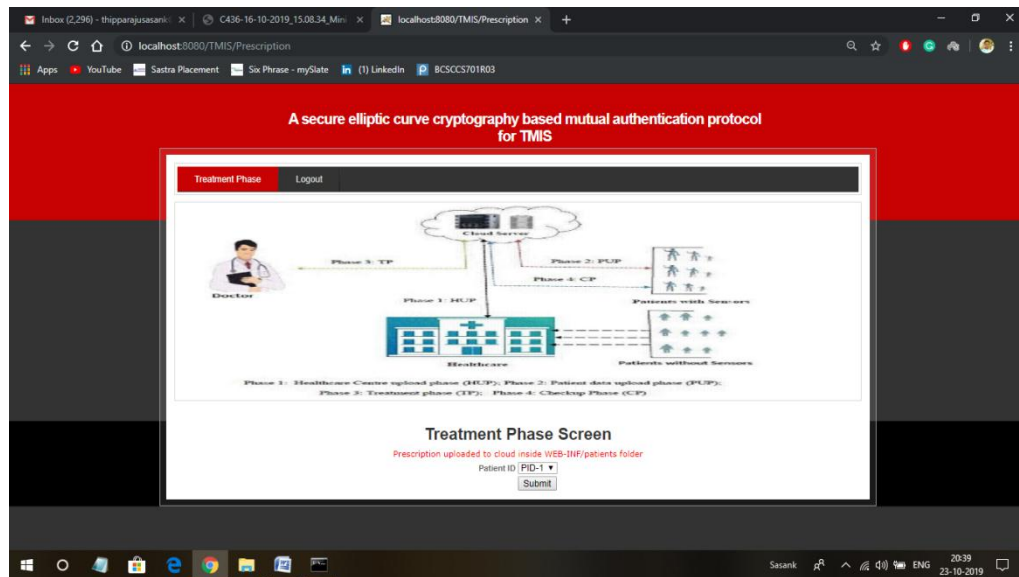 Inbox (2,296) - thipparajusasank
C436-16-10-2019_15.08.34_Mini
localhost:8080/TMIS/Prescription
localhost:8080/TMIS/Prescription
Apps YouTube Sastra Placement Six Phrase - mySlate (1) LinkedIn BCSCCS701R03
A secure elliptic curve cryptography based mutual authentication protocol
for TMIS
Treatment Phase Logout
Cloud Server
Phase 3: TP
Phase 2: PUP
Phase 4: CP
Doctor
Phase 1: HUP
Patients with Sensors
Healthcare
Patients without Sensors
Phase 1: Healthcare Centre upload phase (HUP); Phase 2: Patient data upload phase (PUP);
Phase 3: Treatment phase (TP); Phase 4: Checkup Phase (CP)
Treatment Phase Screen
Prescription uploaded to cloud inside WEB-INF/patients folder
Patient ID PID-1
Submit
Sasank ENG 20:39
23-10-2019